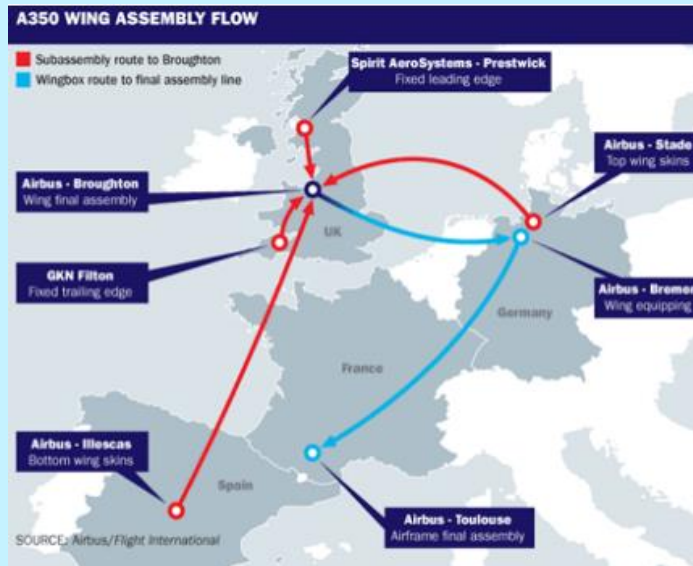 A350 WING ASSEMBLY FLOW
Subassembly route to Broughton
Wingbox route to final assembly line
Spirit AeroSystems - Prestwick
Fixed leading edge
Airbus - Stade
Top wing skins
Airbus - Broughton
Wing final assembly
UK
GKN Filton
Fixed trailing edge
Airbus - Bremen
Wing equipping
Germany
France
Airbus - Illescas
Bottom wing skins
Spain
Airbus - Toulouse
Airframe final assembly
SOURCE: Airbus/Flight International